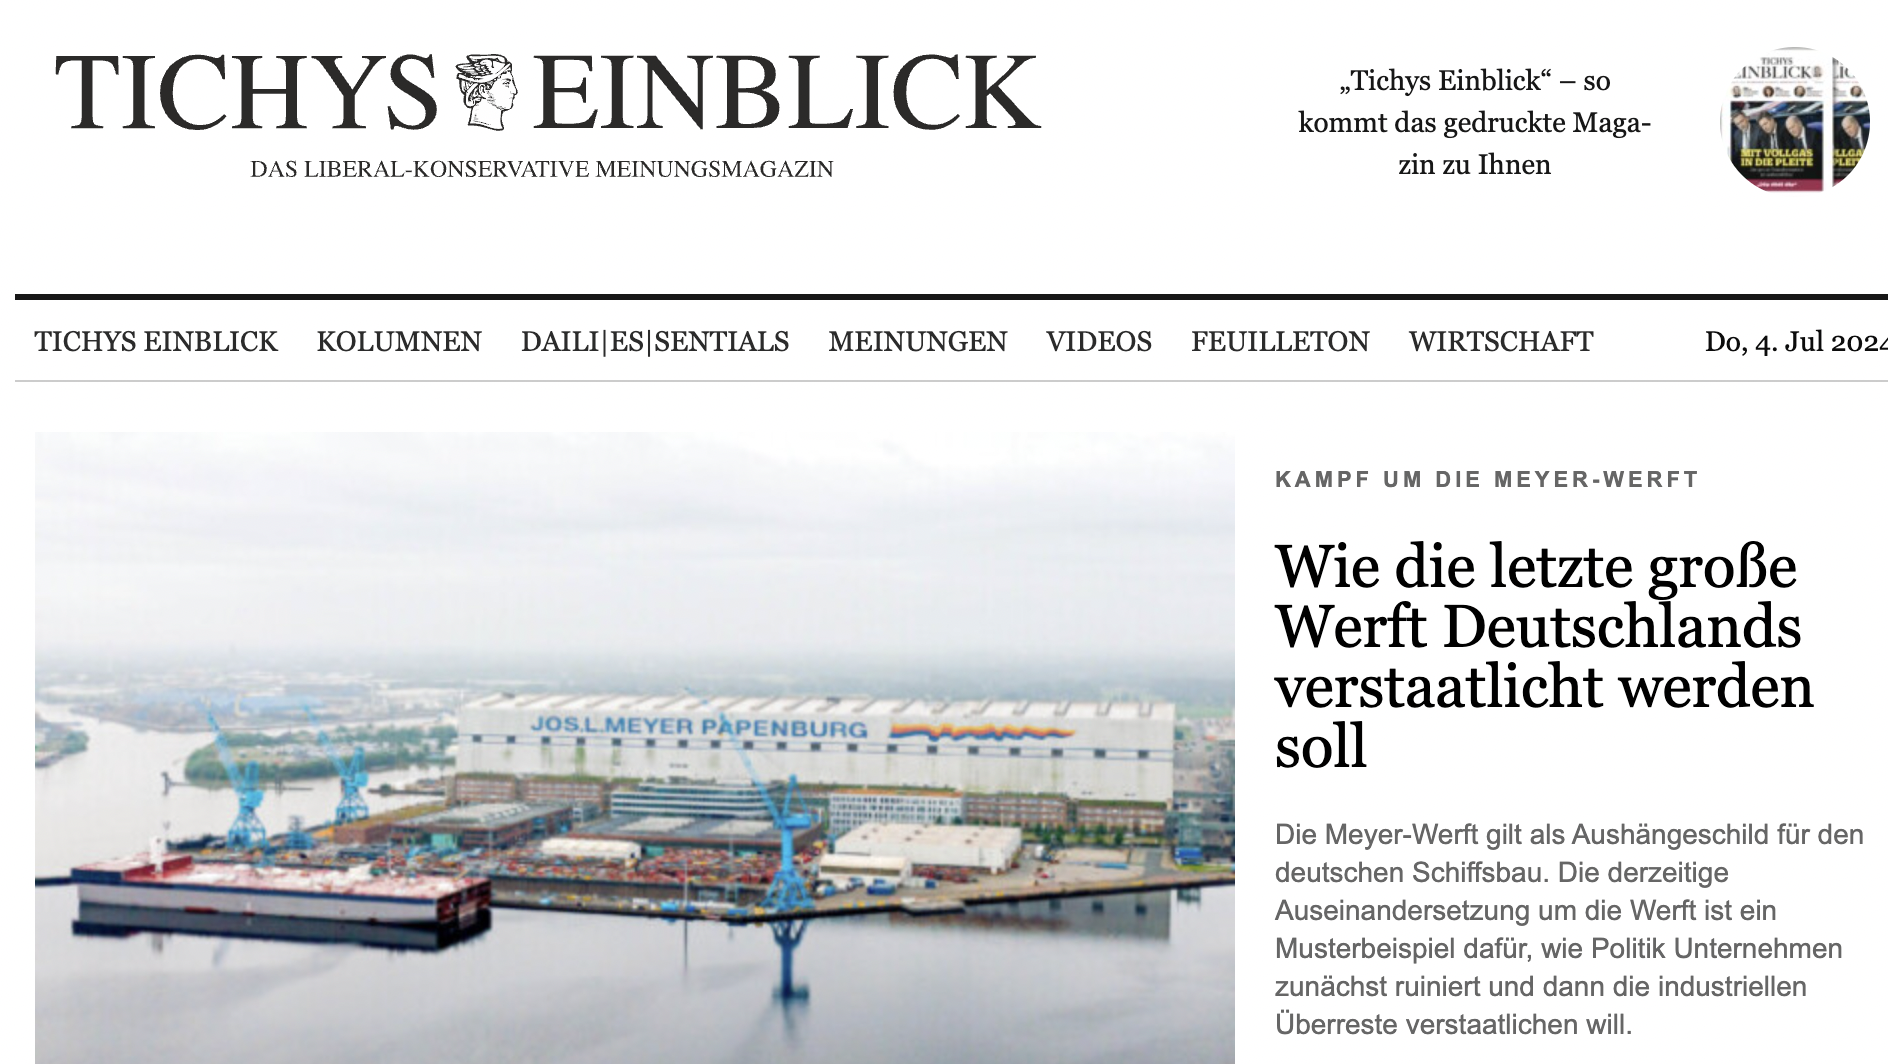 TICHYS EINBLICK
DAS LIBERAL-KONSERVATIVE MEINUNGSMAGAZIN
„Tichys Einblick“ – so
kommt das gedruckte Maga-
zin zu Ihnen
TICHYS
INBLICK
MIT VOLLGAS
IN DIE PLEITE
TICHYS EINBLICK KOLUMNEN DAILI|ES|SENTIALS MEINUNGEN VIDEOS FEUILLETON WIRTSCHAFT Do, 4. Jul 2024
JOS.L.MEYER PAPENBURG
KAMPF UM DIE MEYER-WERFT
Wie die letzte große
Werft Deutschlands
verstaatlicht werden
soll
Die Meyer-Werft gilt als Aushängeschild für den
deutschen Schiffsbau. Die derzeitige
Auseinandersetzung um die Werft ist ein
Musterbeispiel dafür, wie Politik Unternehmen
zunächst ruiniert und dann die industriellen
Überreste verstaatlichen will.